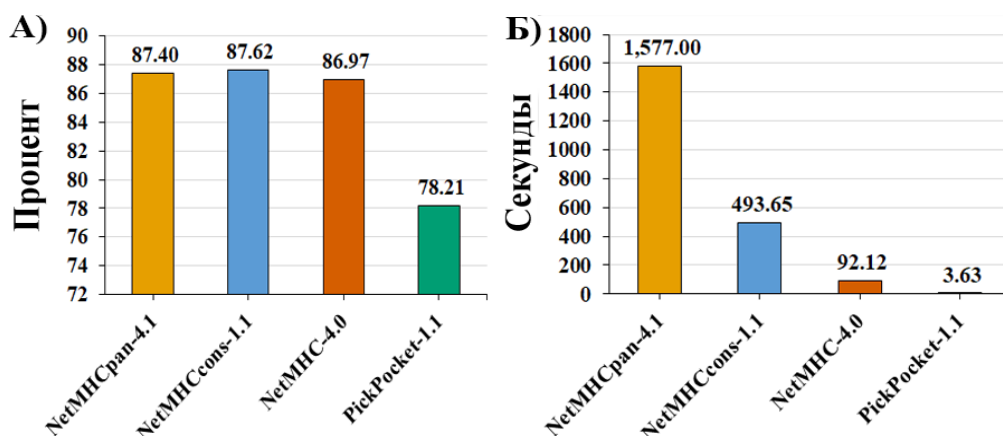 А)
Процент
90
88
86
84
82
80
78
76
74
72
87.40
87.62
86.97
78.21
NetMHCpan-4.1
NetMHCcons-1.1
NetMHC-4.0
PickPocket-1.1
Б)
Секунды
1800
1600
1400
1200
1000
800
600
400
200
0
1,577.00
493.65
92.12
3.63
NetMHCpan-4.1
NetMHCcons-1.1
NetMHC-4.0
PickPocket-1.1